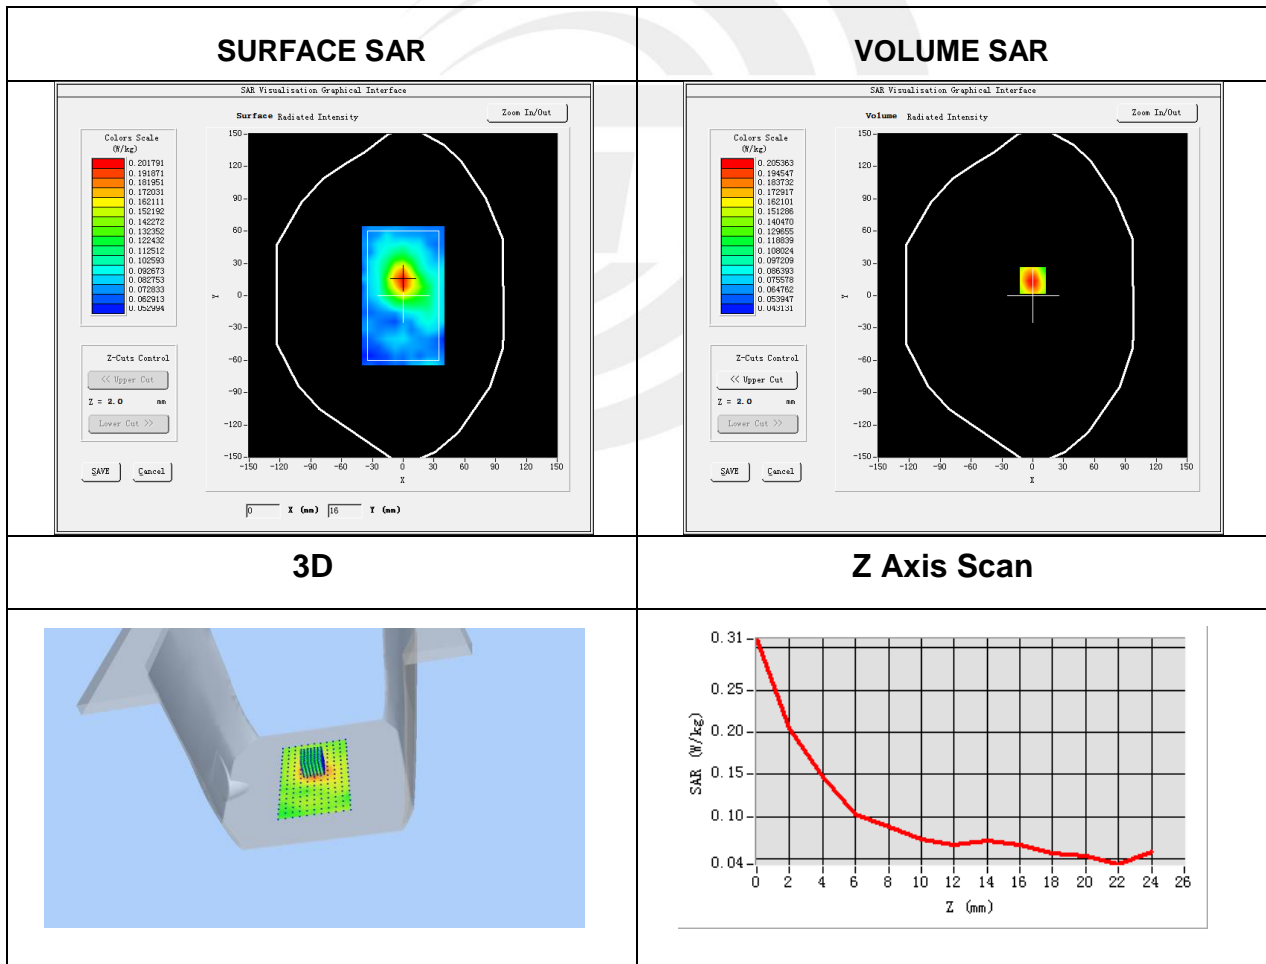 SURFACE SAR
VOLUME SAR
SAR Visualisation Graphical Interface
Surface Radiated Intensity
Zoom In/Out
Colors Scale
(W/kg)
0.201791
0.191871
0.181951
0.172031
0.162111
0.152192
0.142272
0.132352
0.122432
0.112512
0.102593
0.092673
0.082753
0.072833
0.062913
0.052994
150
120
90
60
30
0
-30
-60
-90
-120
-150
Y
-150 -120 -90 -60 -30 0 30 60 90 120 150
X
Z-Cuts Control
<< Upper Cut
Z = 2.0 mm
Lower Cut >>
SAVE Cancel
0 X (mm) 16 Y (mm)
SAR Visualisation Graphical Interface
Volume Radiated Intensity
Zoom In/Out
Colors Scale
(W/kg)
0.205363
0.194547
0.183732
0.172917
0.162101
0.151286
0.140470
0.129655
0.118839
0.108024
0.097209
0.086393
0.075578
0.064762
0.053947
0.043131
150
120
90
60
30
0
-30
-60
-90
-120
-150
Y
-150 -120 -90 -60 -30 0 30 60 90 120 150
X
Z-Cuts Control
<< Upper Cut
Z = 2.0 mm
Lower Cut >>
SAVE Cancel
3D
Z Axis Scan
0.31
0.25
0.20
0.15
0.10
0.04
SAR (W/kg)
0 2 4 6 8 10 12 14 16 18 20 22 24 26
Z (mm)